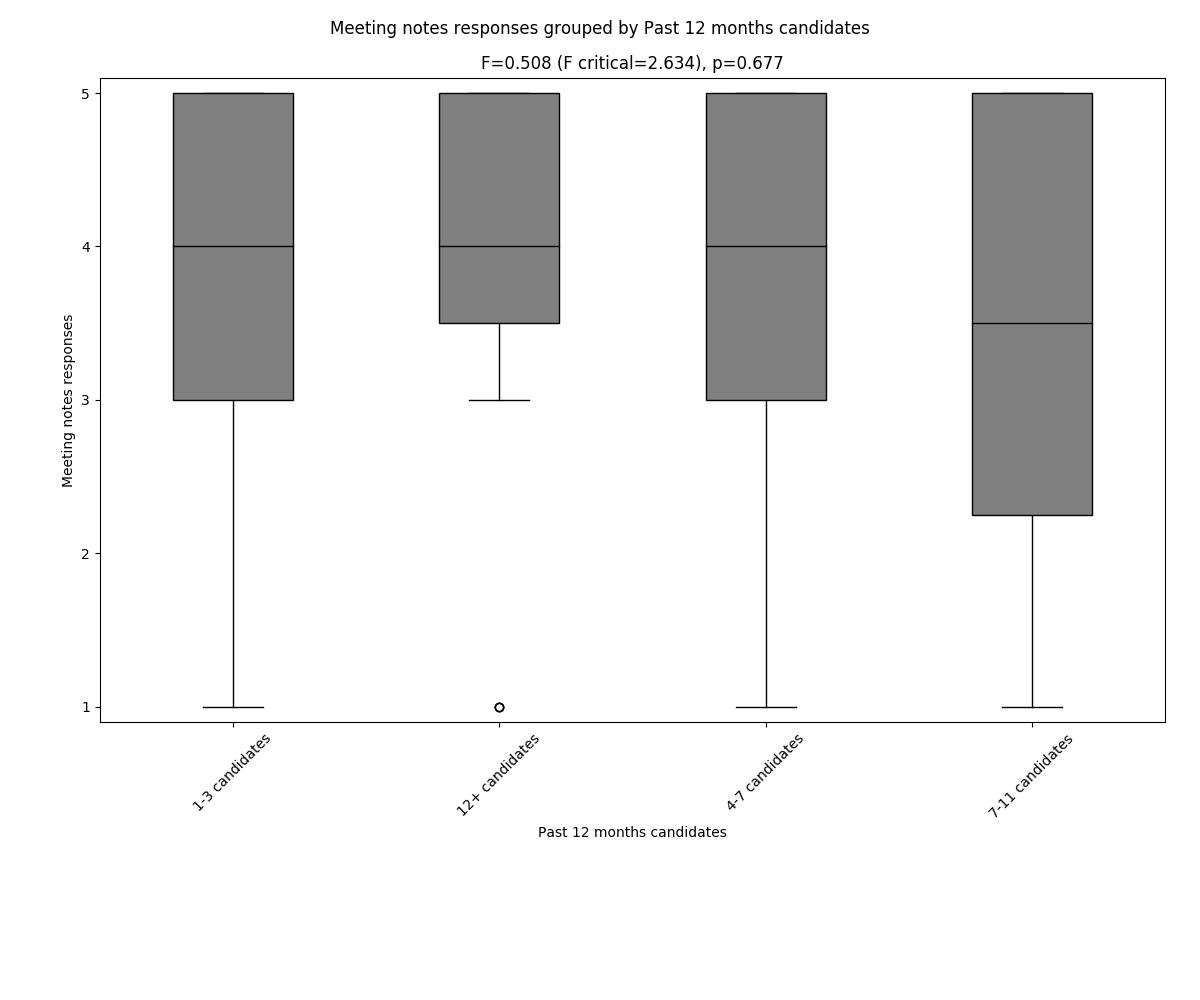 Meeting notes responses grouped by Past 12 months candidates
F=0.508 (F critical=2.634), p=0.677
5
4
3
2
1
Meeting notes responses
1-3 candidates
12+ candidates
4-7 candidates
7-11 candidates
Past 12 months candidates